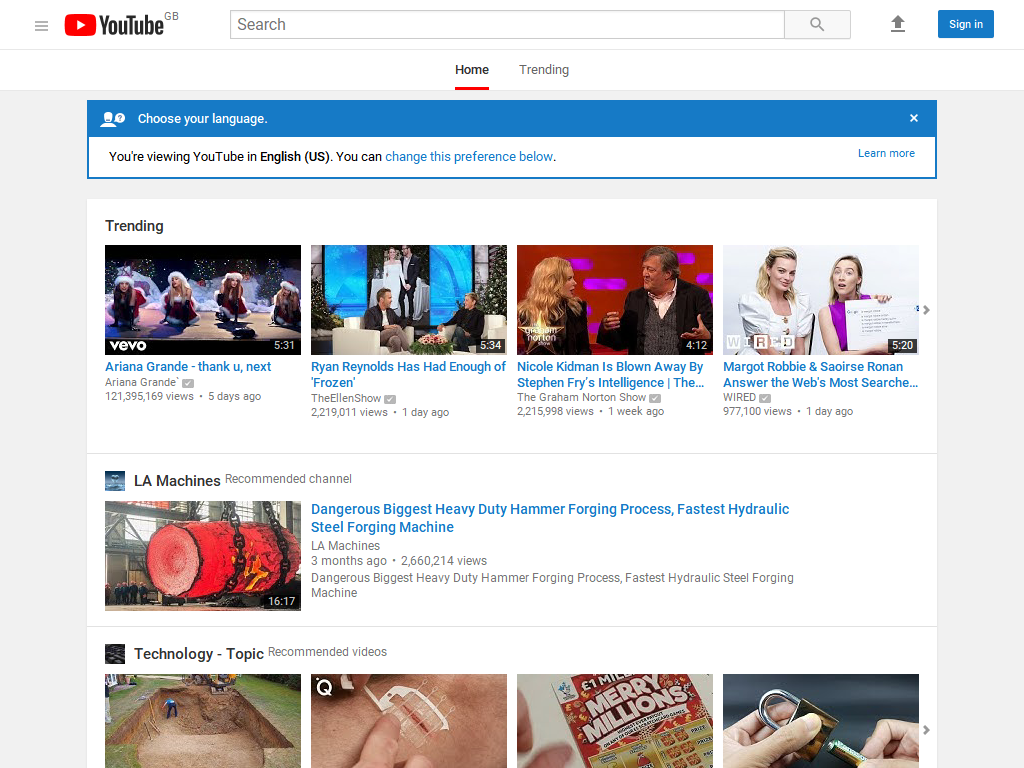 YouTube GB
Search
Sign in
Home
Trending
Choose your language.
×
You're viewing YouTube in English (US). You can change this preference below.
Learn more
Trending
vevo
5:31
5:34
graham norton show
4:12
WIRED
5:20
Ariana Grande - thank u, next
Ariana Grande`
121,395,169 views • 5 days ago
Ryan Reynolds Has Had Enough of
'Frozen'
TheEllenShow
2,219,011 views • 1 day ago
Nicole Kidman Is Blown Away By
Stephen Fry's Intelligence | The...
The Graham Norton Show
2,215,998 views • 1 week ago
Margot Robbie & Saoirse Ronan
Answer the Web's Most Searche...
WIRED
977,100 views • 1 day ago
LA Machines Recommended channel
16:17
Dangerous Biggest Heavy Duty Hammer Forging Process, Fastest Hydraulic
Steel Forging Machine
LA Machines
3 months ago • 2,660,214 views
Dangerous Biggest Heavy Duty Hammer Forging Process, Fastest Hydraulic Steel Forging
Machine
Technology - Topic Recommended videos
Q
£1 MIL
MERRY
MILLIONS
PRIZE